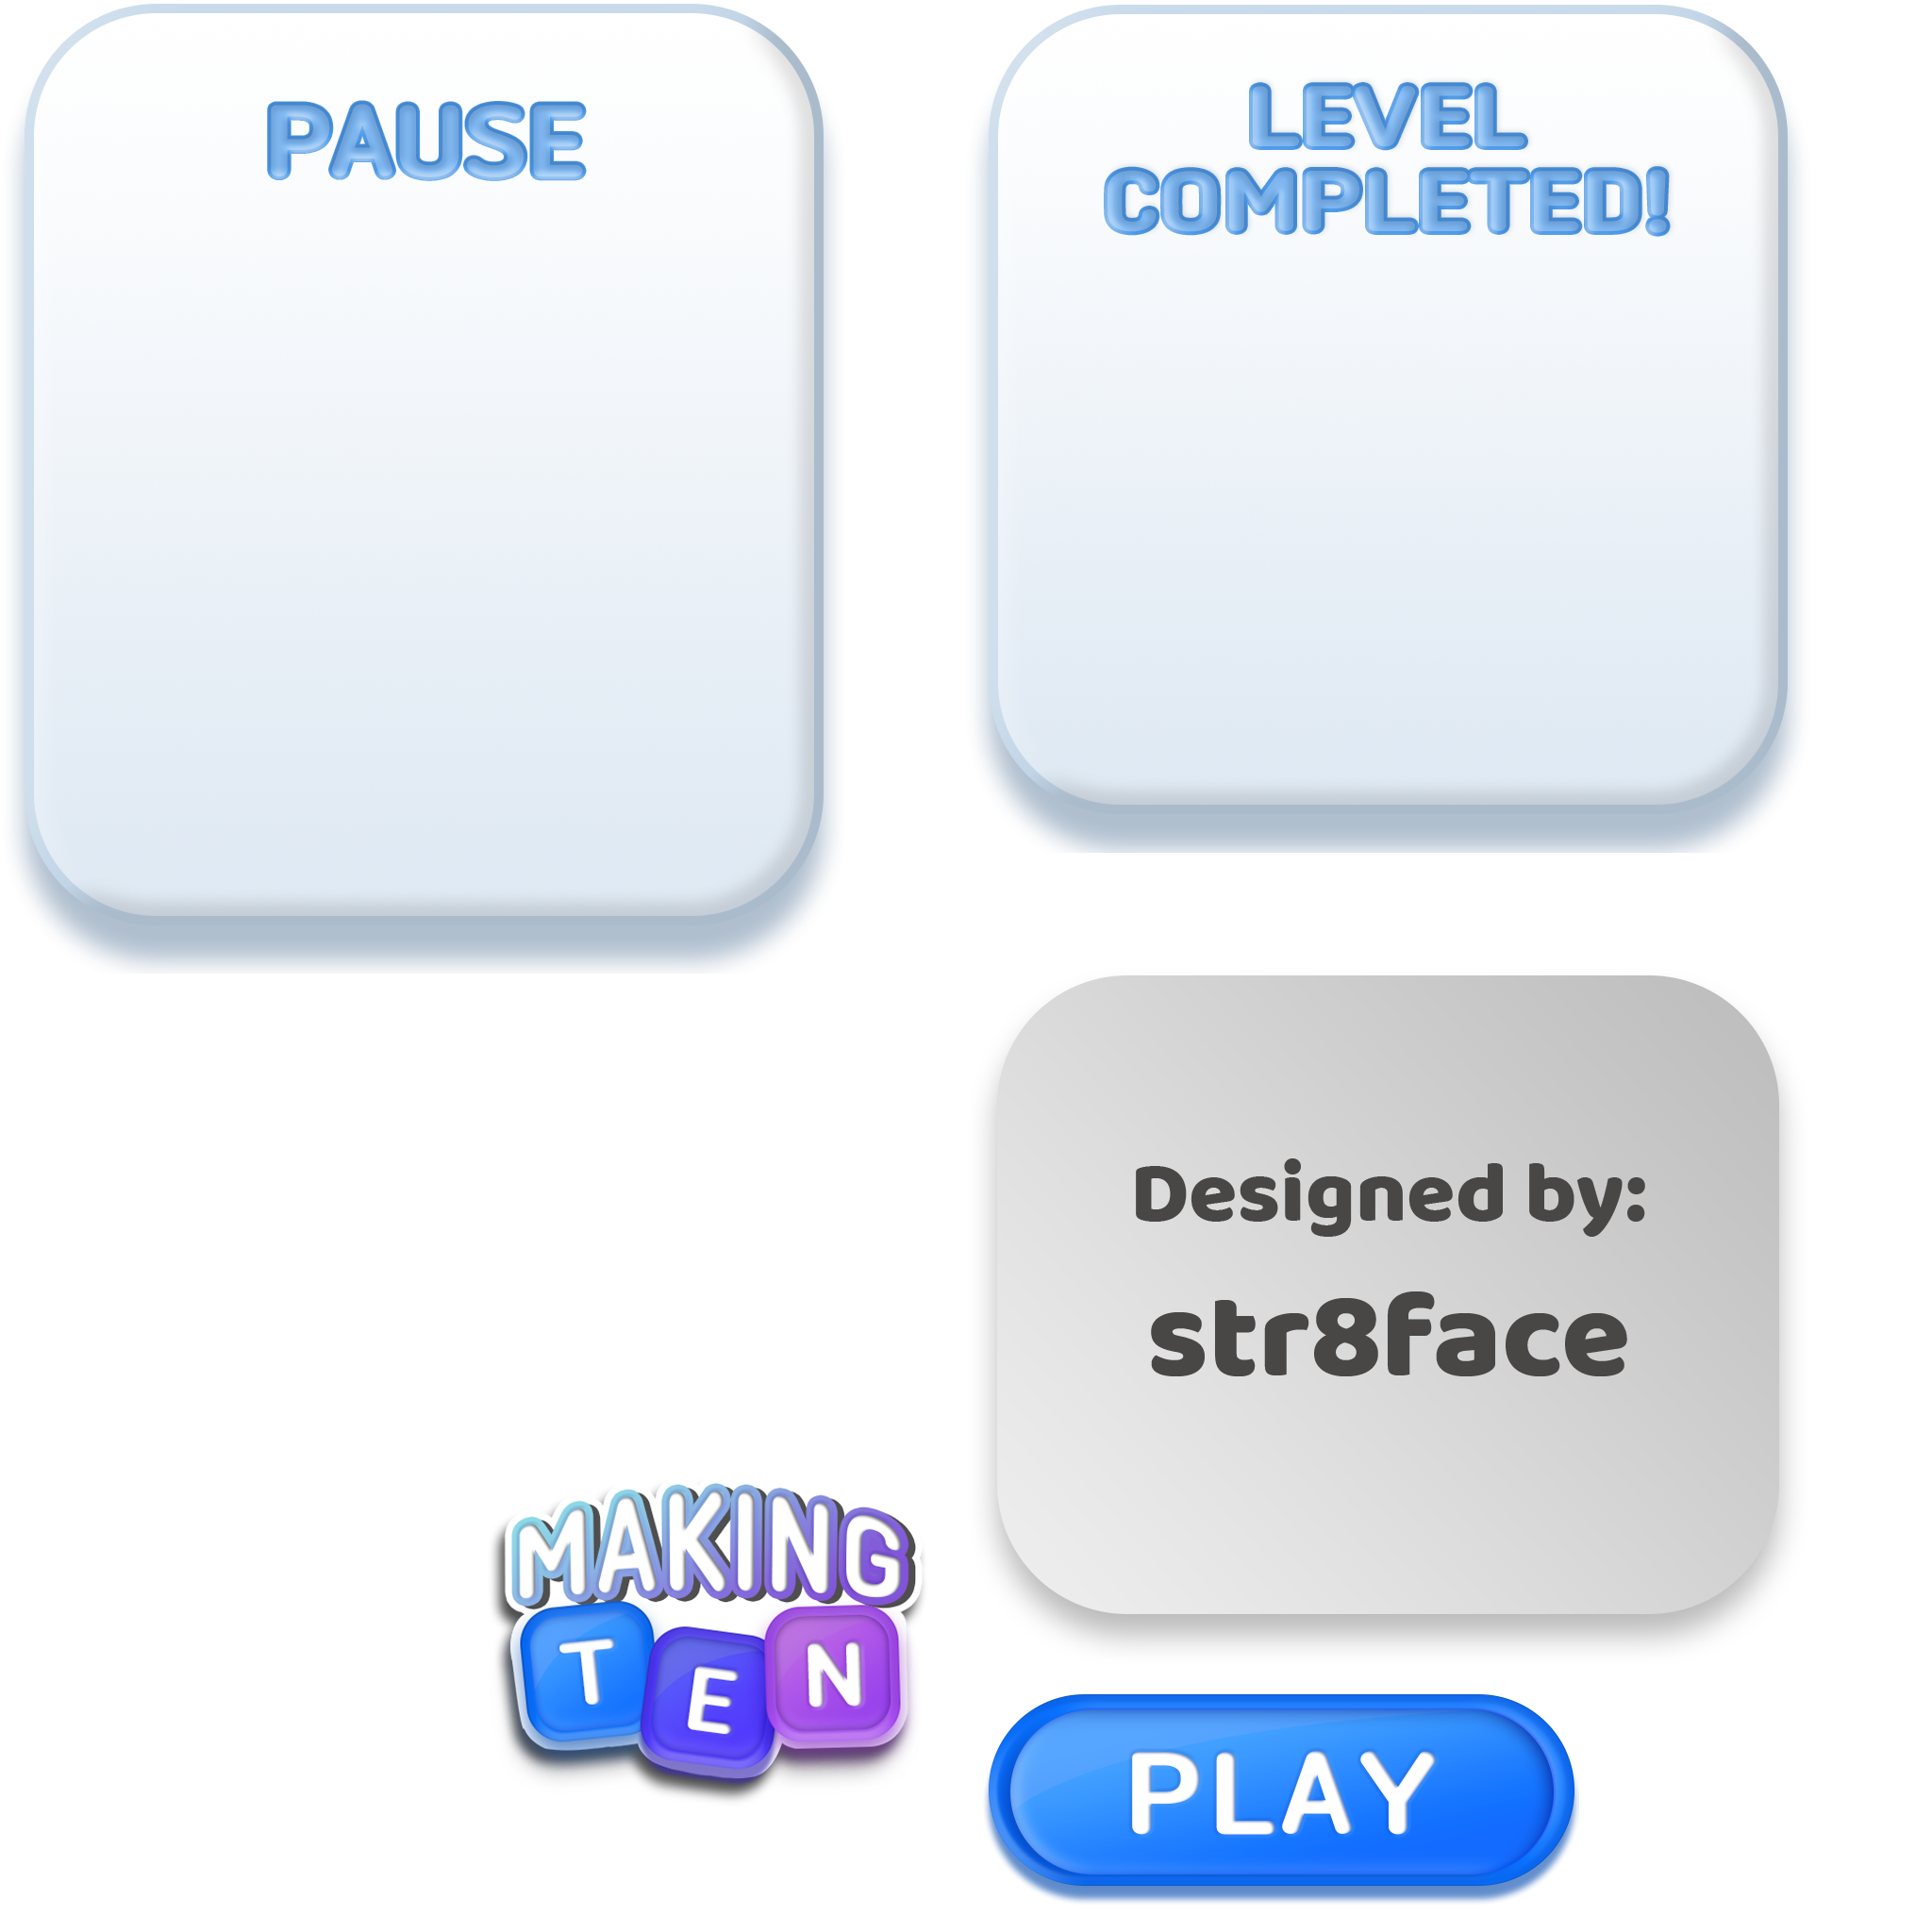 PAUSE
LEVEL
COMPLETED!
Designed by:
str8face
MAKING
TEN
PLAY